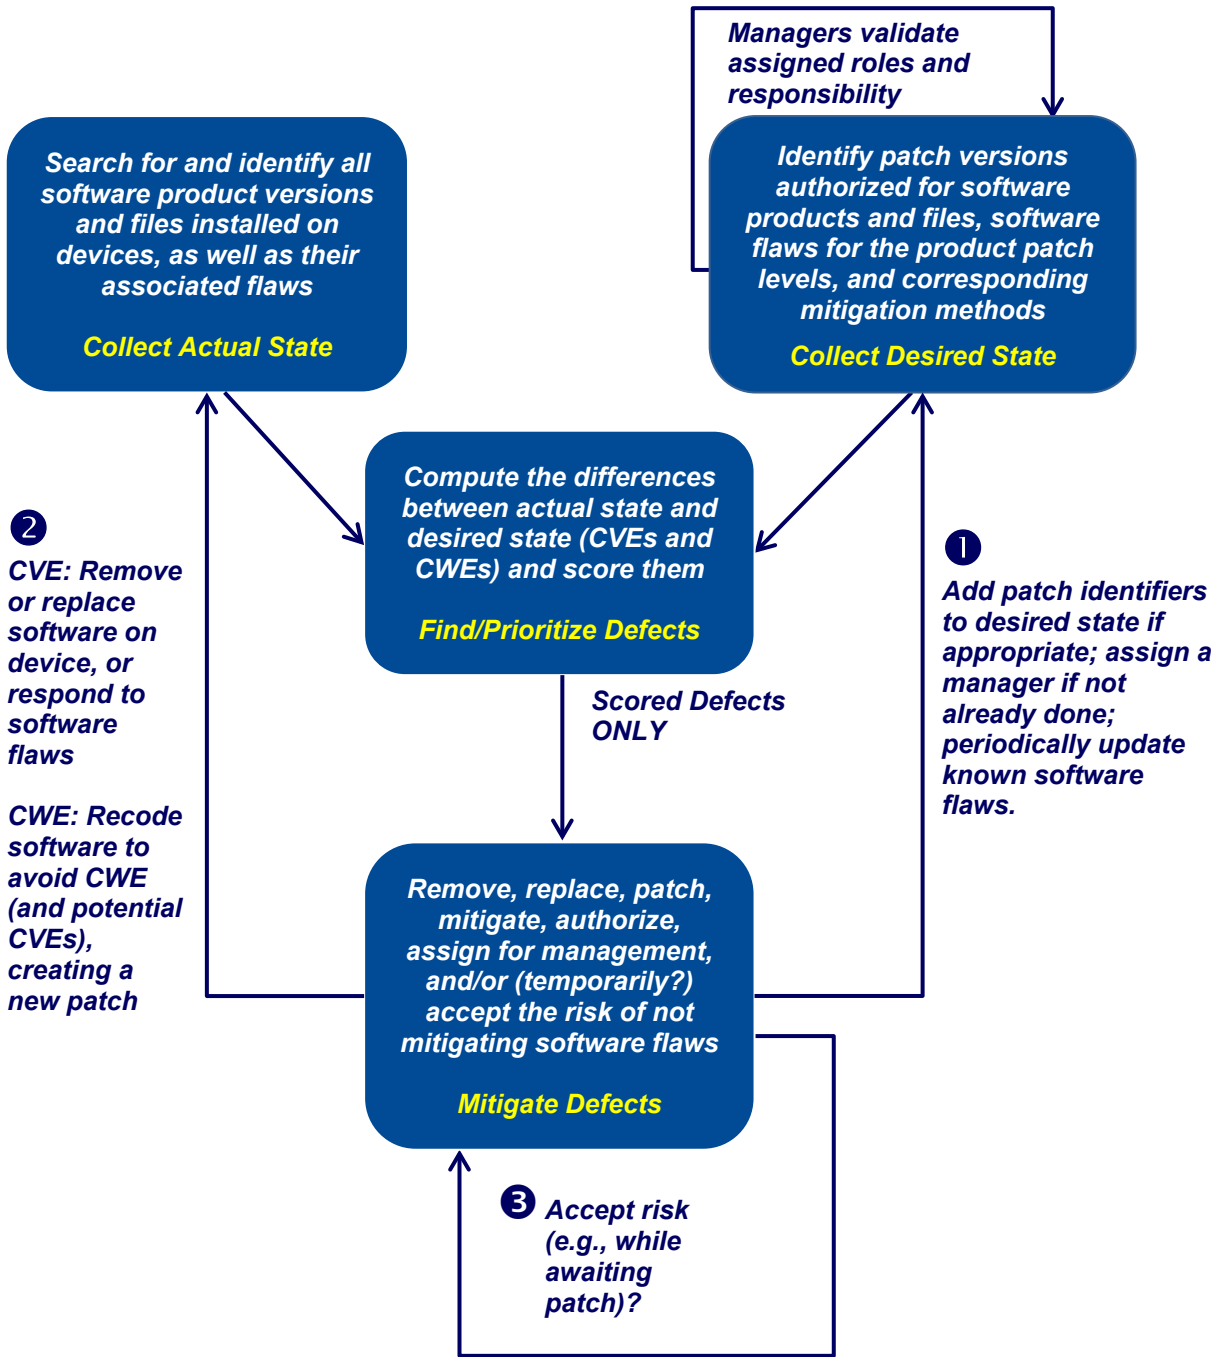 Managers validate
assigned roles and
responsibility
Search for and identify all
software product versions
and files installed on
devices, as well as their
associated flaws
Collect Actual State
Identify patch versions
authorized for software
products and files, software
flaws for the product patch
levels, and corresponding
mitigation methods
Collect Desired State
Compute the differences
between actual state and
desired state (CVEs and
CWEs) and score them
Find/Prioritize Defects
2
CVE: Remove
or replace
software on
device, or
respond to
software
flaws
CWE: Recode
software to
avoid CWE
(and potential
CVEs),
creating a
new patch
1
Add patch identifiers
to desired state if
appropriate; assign a
manager if not
already done;
periodically update
known software
flaws.
Scored Defects
ONLY
Remove, replace, patch,
mitigate, authorize,
assign for management,
and/or (temporarily?)
accept the risk of not
mitigating software flaws
Mitigate Defects
3
Accept risk
(e.g., while
awaiting
patch)?